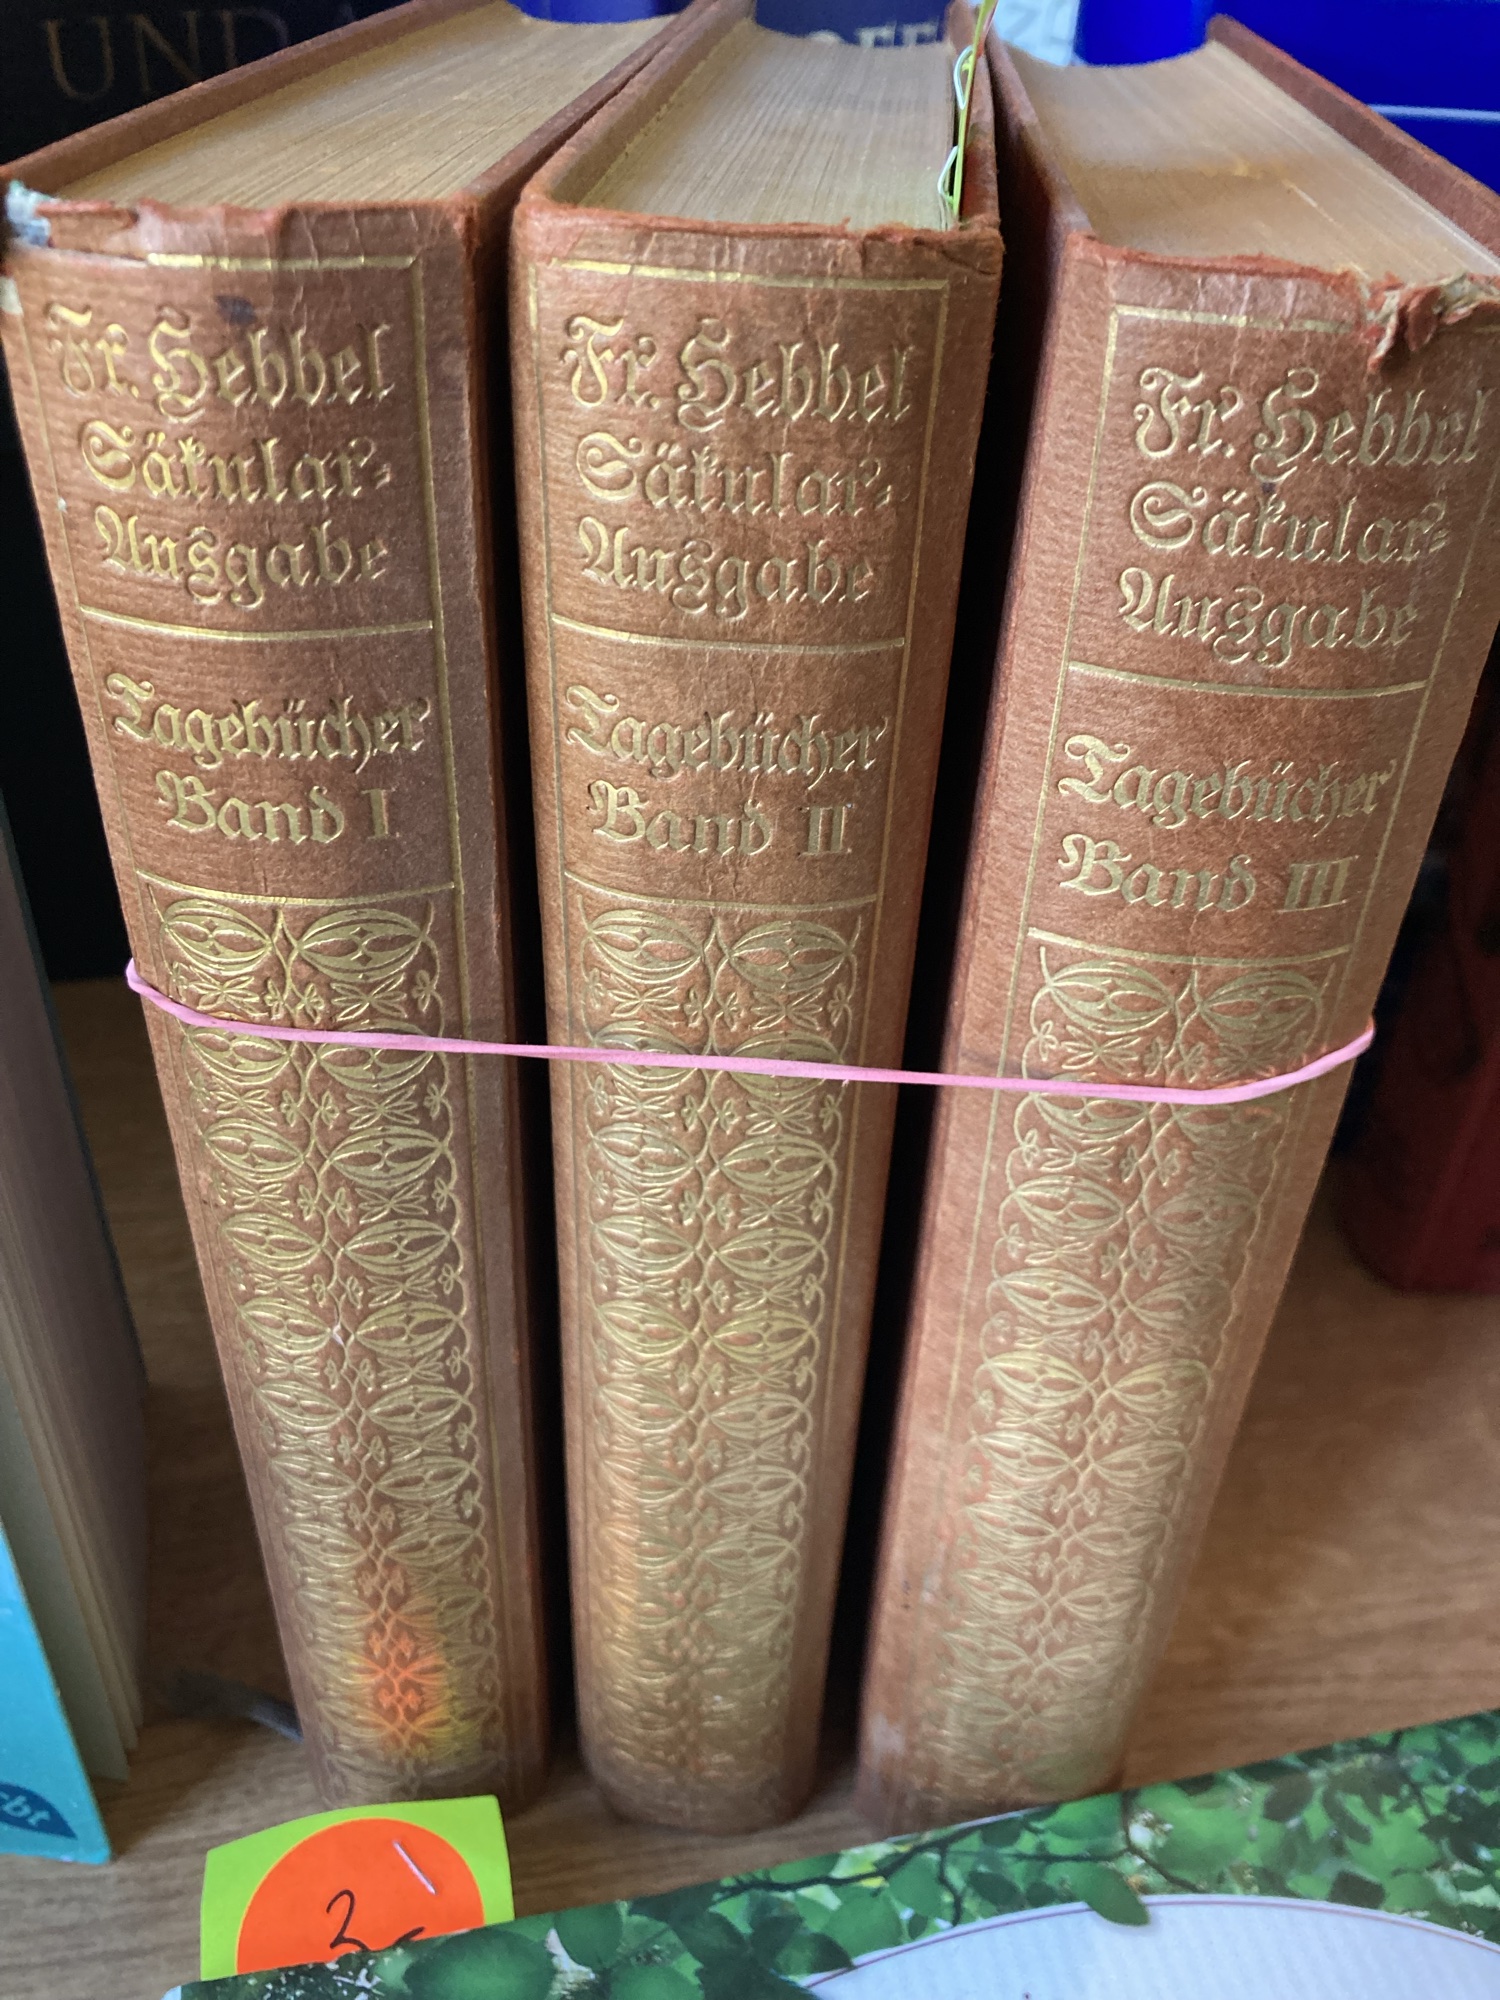 UND
Fr. Hebbel
Säkular-
Ausgabe
Tagebücher
Band I
Fr. Hebbel
Säkular-
Ausgabe
Tagebücher
Band II
Fr. Hebbel
Säkular-
Ausgabe
Tagebücher
Band III